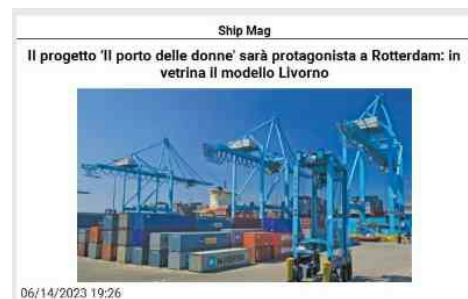 Ship Mag
Il progetto 'Il porto delle donne' sarà protagonista a Rotterdam: in
vetrina il modello Livorno
06/14/2023 19:26